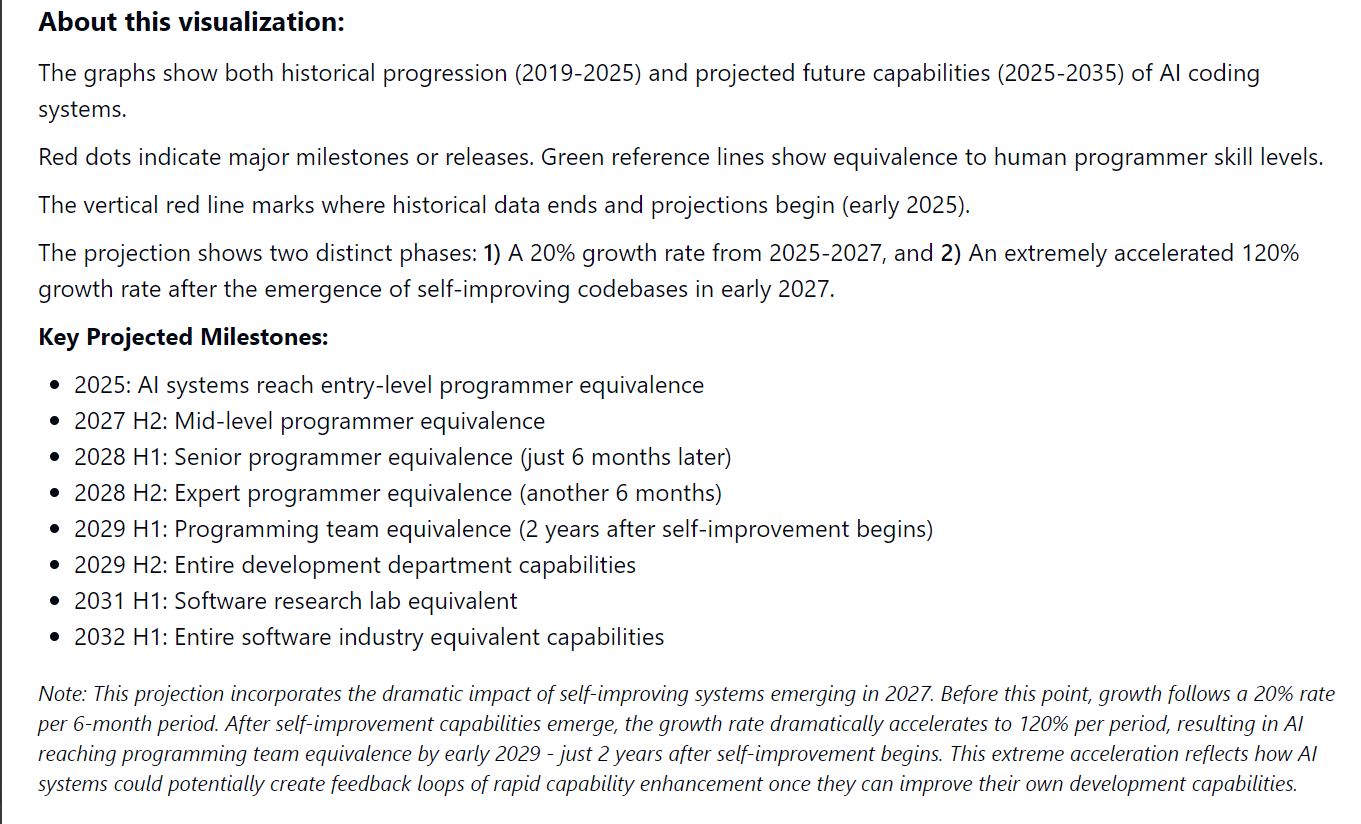 About this visualization:
The graphs show both historical progression (2019-2025) and projected future capabilities (2025-2035) of AI coding
systems.
Red dots indicate major milestones or releases. Green reference lines show equivalence to human programmer skill levels.
The vertical red line marks where historical data ends and projections begin (early 2025).
The projection shows two distinct phases: 1) A 20% growth rate from 2025-2027, and 2) An extremely accelerated 120%
growth rate after the emergence of self-improving codebases in early 2027.
Key Projected Milestones:
• 2025: AI systems reach entry-level programmer equivalence
• 2027 H2: Mid-level programmer equivalence
• 2028 H1: Senior programmer equivalence (just 6 months later)
• 2028 H2: Expert programmer equivalence (another 6 months)
• 2029 H1: Programming team equivalence (2 years after self-improvement begins)
• 2029 H2: Entire development department capabilities
• 2031 H1: Software research lab equivalent
• 2032 H1: Entire software industry equivalent capabilities
Note: This projection incorporates the dramatic impact of self-improving systems emerging in 2027. Before this point, growth follows a 20% rate
per 6-month period. After self-improvement capabilities emerge, the growth rate dramatically accelerates to 120% per period, resulting in AI
reaching programming team equivalence by early 2029 - just 2 years after self-improvement begins. This extreme acceleration reflects how AI
systems could potentially create feedback loops of rapid capability enhancement once they can improve their own development capabilities.